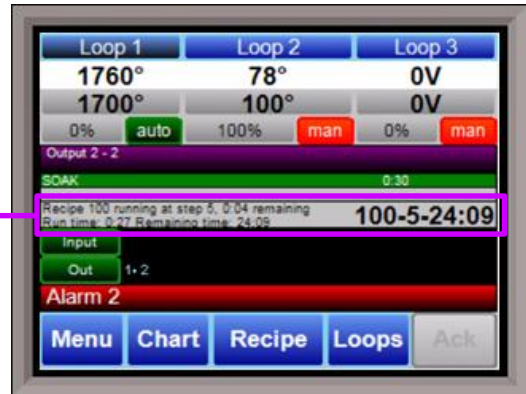 Loop 1 Loop 2 Loop 3
1760° 78° 0V
1700° 100° 0V
0% auto 100% man 0% man
Output 2 - 2
SOAK 0:30
Recipe 100 running at step 5, 0:04 remaining
Run time: 0:27 Remaining time: 24:09
100-5-24:09
Input
Out 1• 2
Alarm 2
Menu Chart Recipe Loops Ack